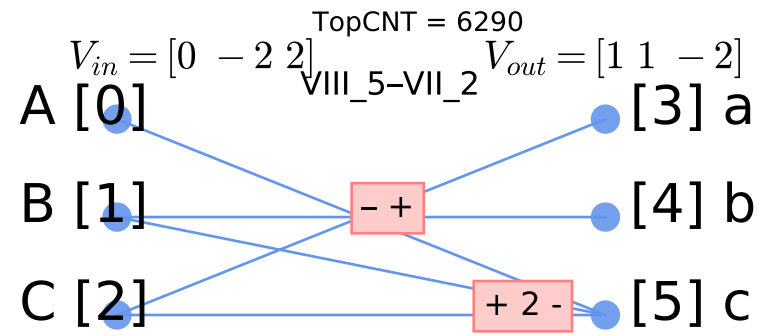 TopCNT = 6290
V_in = [0 −2 2] V_out = [1 1 −2]
VIII_5–VII_2
A [0] [3] a
– +
B [1] [4] b
C [2] + 2 - [5] c